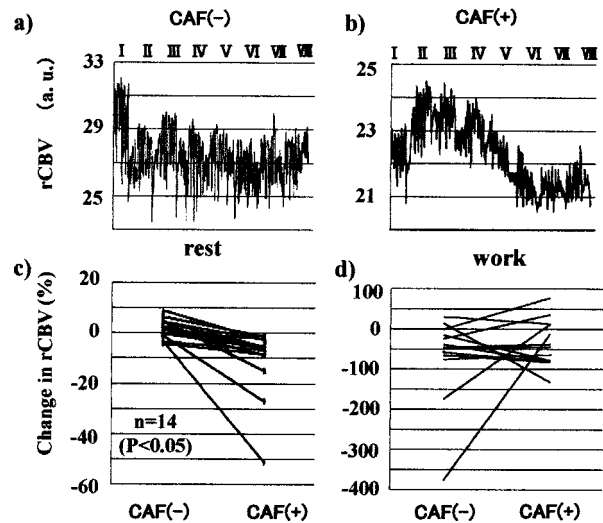 a) CAF(-)
I II III IV V VI VII VIII
rCBV (a. u.)
33
29
25
b) CAF(+)
I II III IV V VI VII VIII
25
23
21
c) rest
Change in rCBV(%)
20
0
-20
-40
-60
n=14
(P<0.05)
CAF(-) CAF(+)
d) work
100
0
-100
-200
-300
-400
CAF(-) CAF(+)